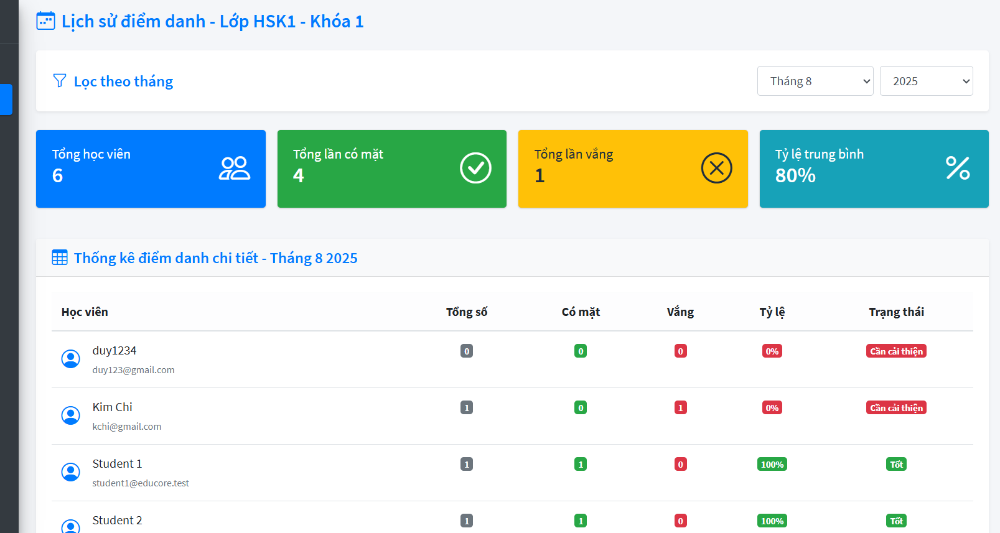 Lịch sử điểm danh - Lớp HSK1 - Khóa 1
Lọc theo tháng
Tháng 8
2025
Tổng học viên
6
Tổng lần có mặt
4
Tổng lần vắng
1
Tỷ lệ trung bình
80%
Thống kê điểm danh chi tiết - Tháng 8 2025
Học viên Tổng số Có mặt Vắng Tỷ lệ Trạng thái
duy1234 0 0 0 0% Cần cải thiện
duy123@gmail.com
Kim Chi 1 0 1 0% Cần cải thiện
kchi@gmail.com
Student 1 1 1 0 100% Tốt
student1@educore.test
Student 2 1 1 0 100% Tốt